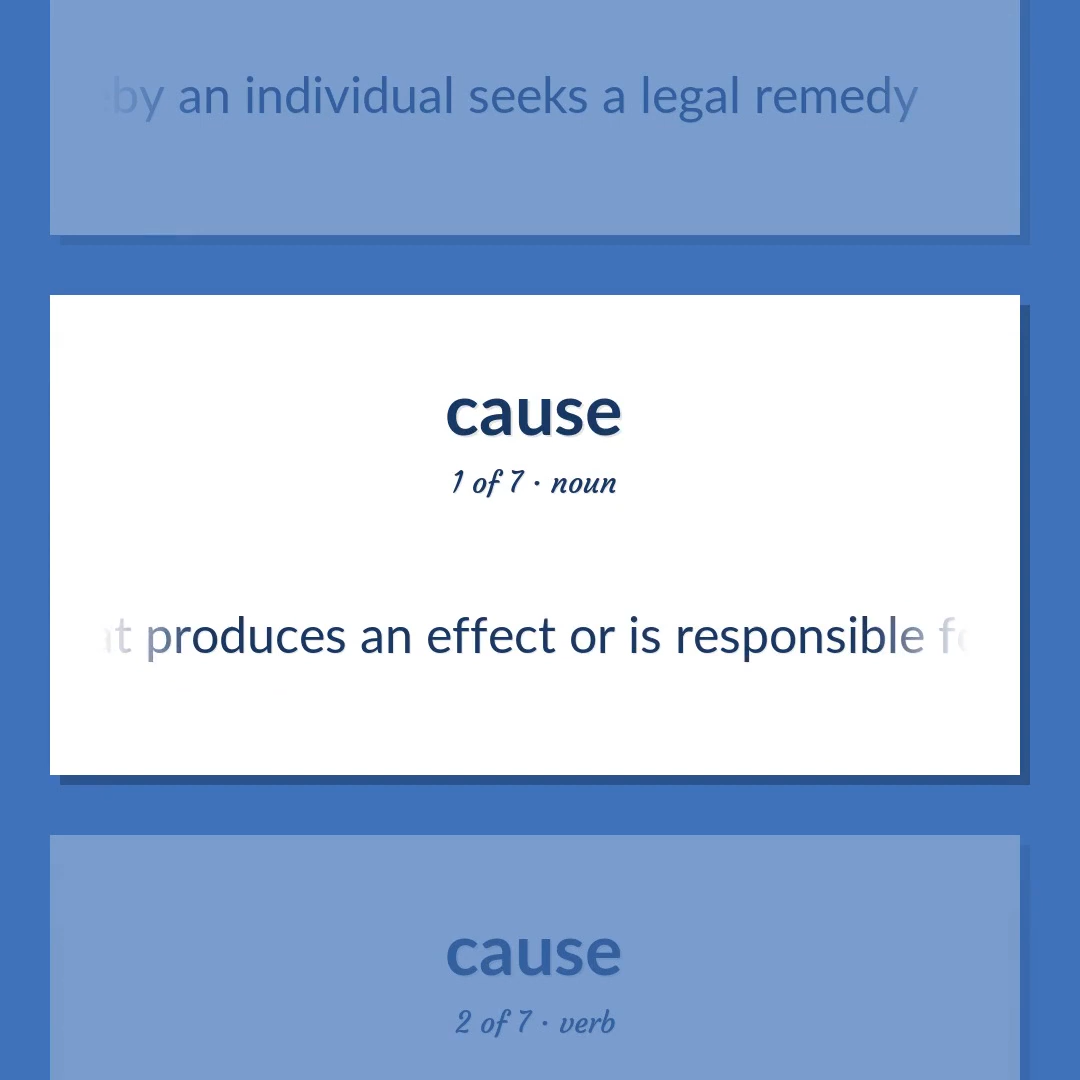 by an individual seeks a legal remedy
cause
1 of 7 · noun
produces an effect or is responsible
cause
2 of 7 · verb